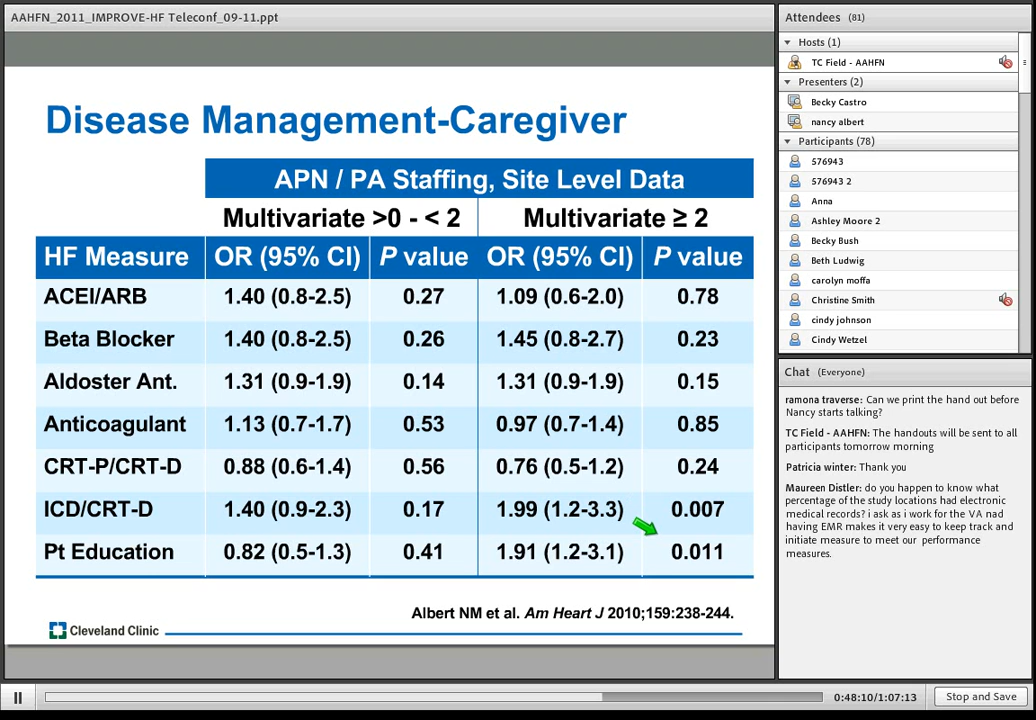 AAHFN_2011_IMPROVE-HF Teleconf_09-11.ppt
Disease Management-Caregiver
APN / PA Staffing, Site Level Data
Multivariate >0 - < 2 Multivariate ≥ 2
HF Measure OR (95% CI) P value OR (95% CI) P value
ACEI/ARB 1.40 (0.8-2.5) 0.27 1.09 (0.6-2.0) 0.78
Beta Blocker 1.40 (0.8-2.5) 0.26 1.45 (0.8-2.7) 0.23
Aldoster Ant. 1.31 (0.9-1.9) 0.14 1.31 (0.9-1.9) 0.15
Anticoagulant 1.13 (0.7-1.7) 0.53 0.97 (0.7-1.4) 0.85
CRT-P/CRT-D 0.88 (0.6-1.4) 0.56 0.76 (0.5-1.2) 0.24
ICD/CRT-D 1.40 (0.9-2.3) 0.17 1.99 (1.2-3.3) 0.007
Pt Education 0.82 (0.5-1.3) 0.41 1.91 (1.2-3.1) 0.011
Albert NM et al. Am Heart J 2010;159:238-244.
Cleveland Clinic
Attendees (81)
Hosts (1)
TC Field - AAHFN
Presenters (2)
Becky Castro
nancy albert
Participants (78)
576943
576943 2
Anna
Ashley Moore 2
Becky Bush
Beth Ludwig
carolyn moffa
Christine Smith
cindy johnson
Cindy Wetzel
Chat (Everyone)
ramona traverse: Can we print the hand out before
Nancy starts talking?
TC Field - AAHFN: The handouts will be sent to all
participants tomorrow morning
Patricia winter: Thank you
Maureen Distler: do you happen to know what
percentage of the study locations had electronic
medical records? i ask as i work for the VA nad
having EMR makes it very easy to keep track and
initiate measure to meet our performance
measures.
0:48:10/1:07:13
Stop and Save